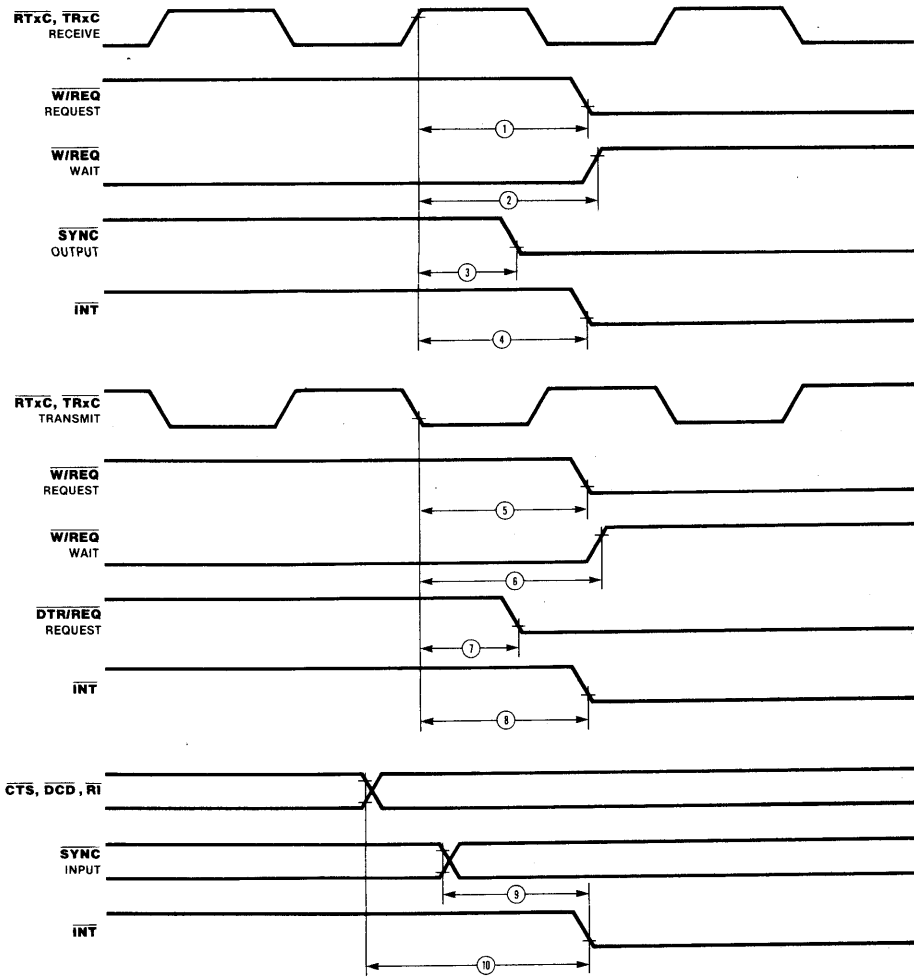 RTxC, TRxC
RECEIVE
W/REQ
REQUEST
1
W/REQ
WAIT
2
SYNC
OUTPUT
3
INT
4
RTxC, TRxC
TRANSMIT
W/REQ
REQUEST
5
W/REQ
WAIT
6
DTR/REQ
REQUEST
7
INT
8
CTS, DCD, RI
SYNC
INPUT
9
INT
10